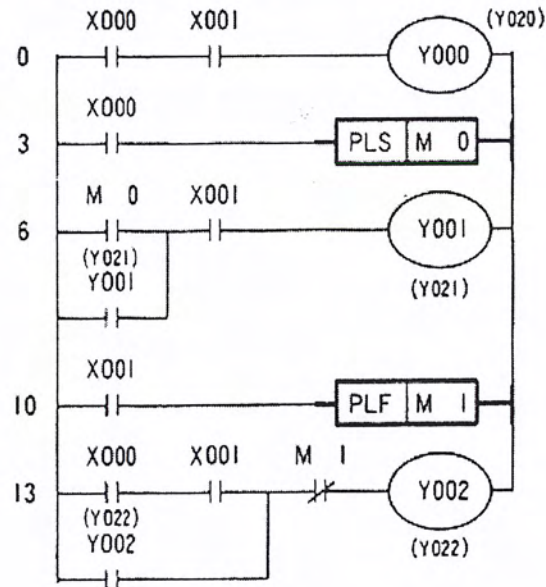 X000 X001 (Y020)
0 Y000
X000
3 PLS M 0
M 0 X001
6 Y001
(Y021) (Y021)
Y001
X001
10 PLF M 1
X000 X001 M 1
13 Y002
(Y022) (Y022)
Y002